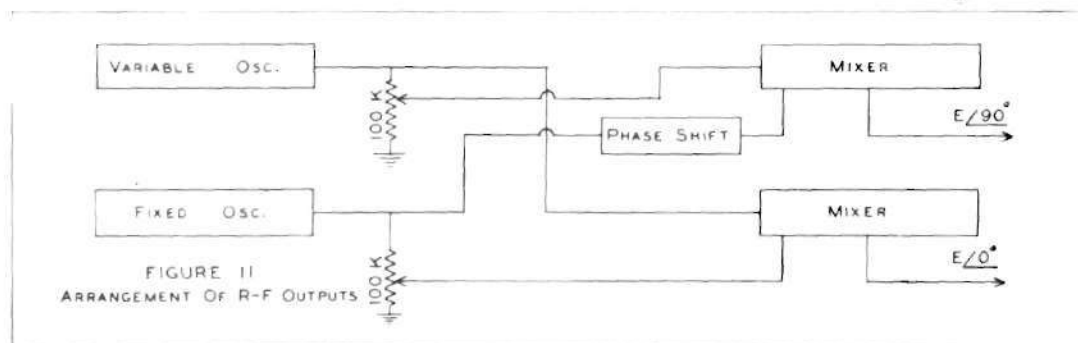 VARIABLE OSC.
MIXER
100 K
E/90°
PHASE SHIFT
FIXED OSC.
MIXER
100 K
E/0°
FIGURE 11
ARRANGEMENT OF R-F OUTPUTS